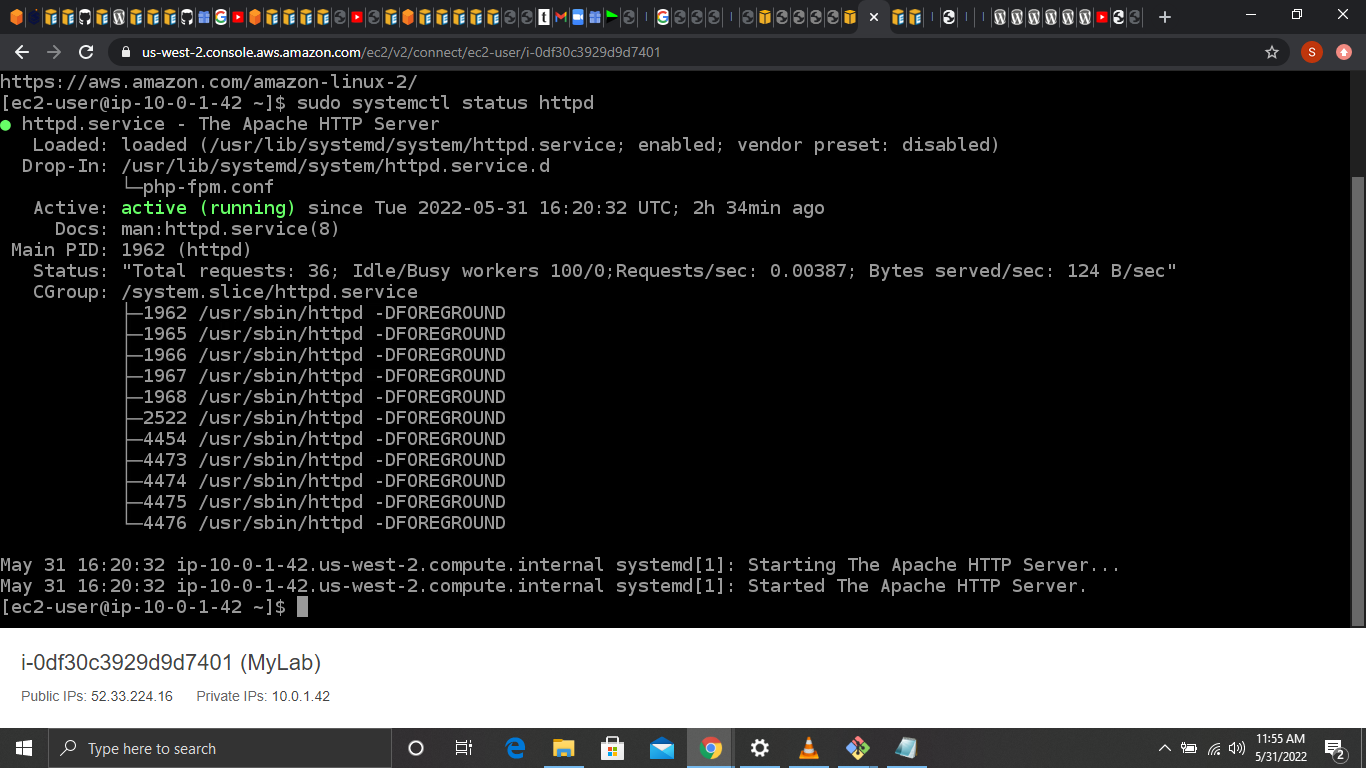 us-west-2.console.aws.amazon.com/ec2/v2/connect/ec2-user/i-0df30c3929d9d7401
S
https://aws.amazon.com/amazon-linux-2/
[ec2-user@ip-10-0-1-42 ~]$ sudo systemctl status httpd
● httpd.service - The Apache HTTP Server
Loaded: loaded (/usr/lib/systemd/system/httpd.service; enabled; vendor preset: disabled)
Drop-In: /usr/lib/systemd/system/httpd.service.d
└─php-fpm.conf
Active: active (running) since Tue 2022-05-31 16:20:32 UTC; 2h 34min ago
Docs: man:httpd.service(8)
Main PID: 1962 (httpd)
Status: "Total requests: 36; Idle/Busy workers 100/0;Requests/sec: 0.00387; Bytes served/sec: 124 B/sec"
CGroup: /system.slice/httpd.service
├─1962 /usr/sbin/httpd -DFOREGROUND
├─1965 /usr/sbin/httpd -DFOREGROUND
├─1966 /usr/sbin/httpd -DFOREGROUND
├─1967 /usr/sbin/httpd -DFOREGROUND
├─1968 /usr/sbin/httpd -DFOREGROUND
├─2522 /usr/sbin/httpd -DFOREGROUND
├─4454 /usr/sbin/httpd -DFOREGROUND
├─4473 /usr/sbin/httpd -DFOREGROUND
├─4474 /usr/sbin/httpd -DFOREGROUND
├─4475 /usr/sbin/httpd -DFOREGROUND
└─4476 /usr/sbin/httpd -DFOREGROUND
May 31 16:20:32 ip-10-0-1-42.us-west-2.compute.internal systemd[1]: Starting The Apache HTTP Server...
May 31 16:20:32 ip-10-0-1-42.us-west-2.compute.internal systemd[1]: Started The Apache HTTP Server.
[ec2-user@ip-10-0-1-42 ~]$
i-0df30c3929d9d7401 (MyLab)
Public IPs: 52.33.224.16 Private IPs: 10.0.1.42
Type here to search
11:55 AM
5/31/2022
2